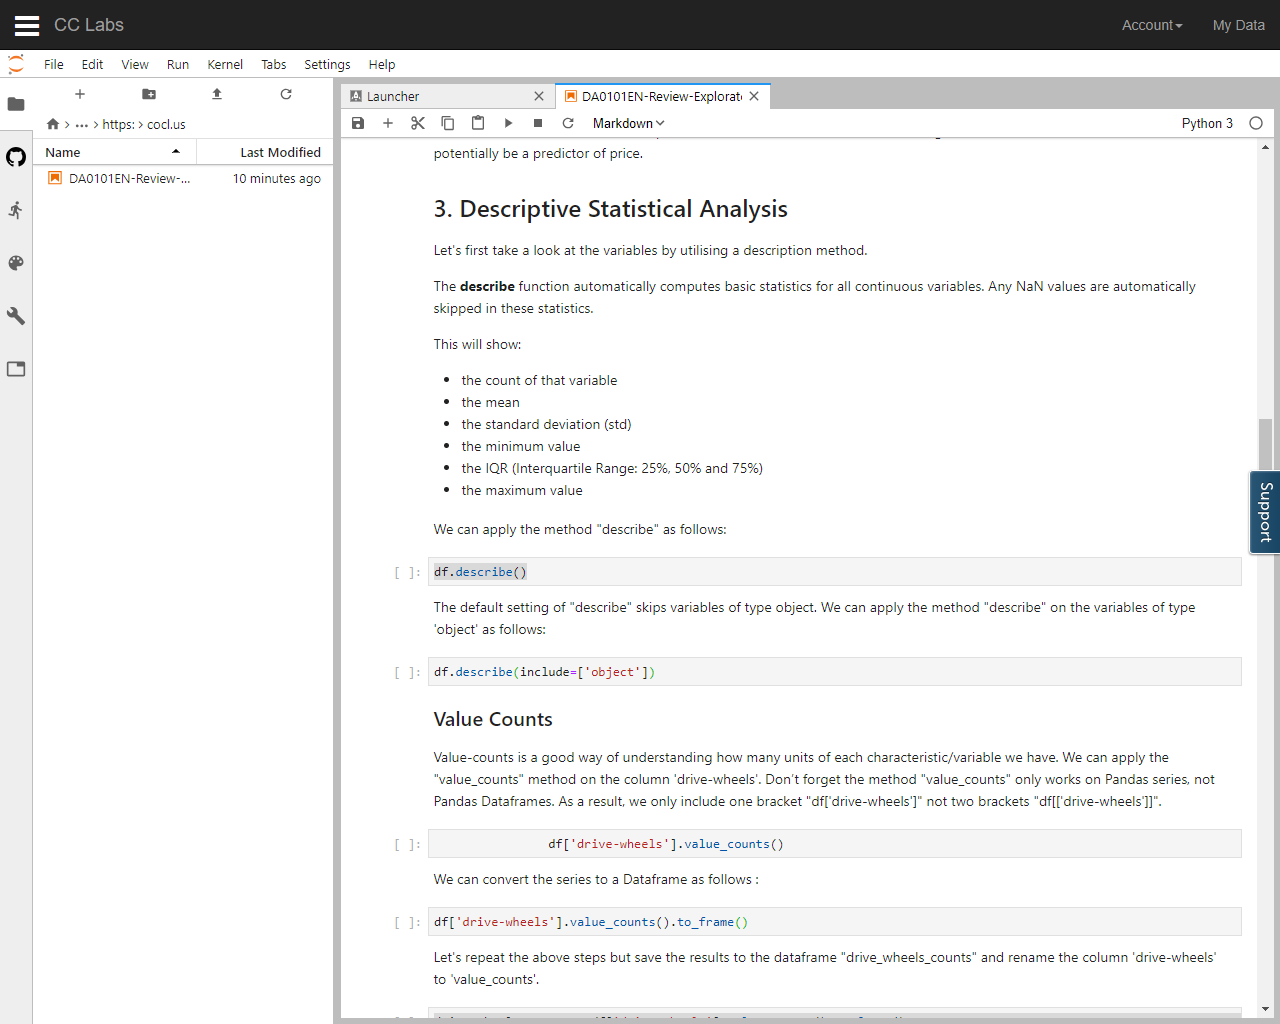 CC Labs
Account
My Data
File Edit View Run Kernel Tabs Settings Help
Launcher
DA0101EN-Review-Explorat
… › https: › cocl.us
Markdown
Python 3
Name
Last Modified
DA0101EN-Review-...
10 minutes ago
potentially be a predictor of price.
3. Descriptive Statistical Analysis
Let's first take a look at the variables by utilising a description method.
The describe function automatically computes basic statistics for all continuous variables. Any NaN values are automatically
skipped in these statistics.
This will show:
• the count of that variable
• the mean
• the standard deviation (std)
• the minimum value
• the IQR (Interquartile Range: 25%, 50% and 75%)
• the maximum value
Support
We can apply the method "describe" as follows:
[ ]: df.describe()
The default setting of "describe" skips variables of type object. We can apply the method "describe" on the variables of type
'object' as follows:
[ ]: df.describe(include=['object'])
Value Counts
Value-counts is a good way of understanding how many units of each characteristic/variable we have. We can apply the
"value_counts" method on the column 'drive-wheels'. Don’t forget the method "value_counts" only works on Pandas series, not
Pandas Dataframes. As a result, we only include one bracket "df['drive-wheels']" not two brackets "df[['drive-wheels']]".
[ ]: df['drive-wheels'].value_counts()
We can convert the series to a Dataframe as follows :
[ ]: df['drive-wheels'].value_counts().to_frame()
Let's repeat the above steps but save the results to the dataframe "drive_wheels_counts" and rename the column 'drive-wheels'
to 'value_counts'.